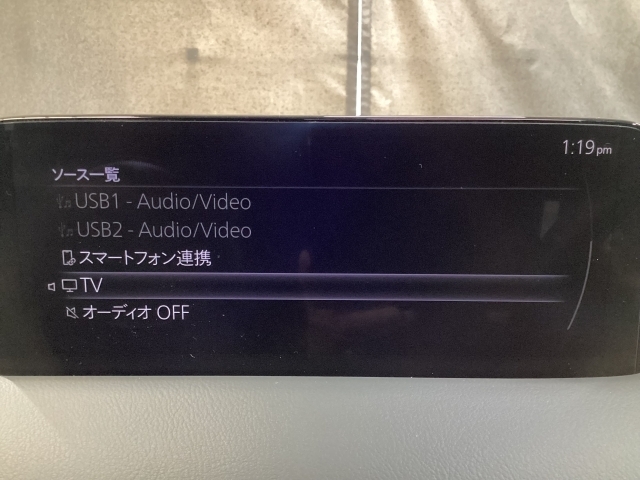 1:19pm
ソース一覧
USB1 - Audio/Video
USB2 - Audio/Video
スマートフォン連携
TV
オーディオ OFF